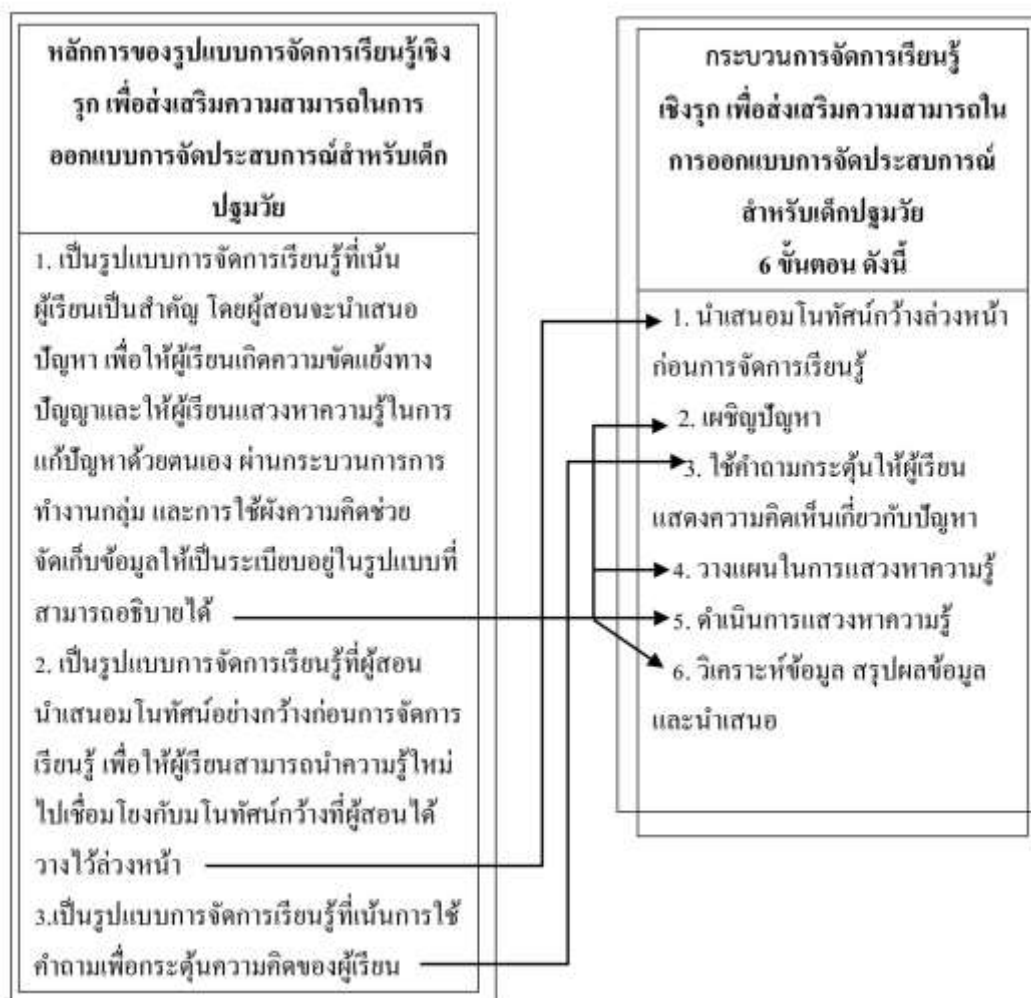 หลักการของรูปแบบการจัดการเรียนรู้เชิง
รุก เพื่อส่งเสริมความสามารถในการ
ออกแบบการจัดประสบการณ์สำหรับเด็ก
ปฐมวัย
1. เป็นรูปแบบการจัดการเรียนรู้ที่เน้น
ผู้เรียนเป็นสำคัญ โดยผู้สอนจะนำเสนอ
ปัญหา เพื่อให้ผู้เรียนเกิดความขัดแย้งทาง
ปัญญาและให้ผู้เรียนแสวงหาความรู้ในการ
แก้ปัญหาด้วยตนเอง ผ่านกระบวนการการ
ทำงานกลุ่ม และการใช้ผังความคิดช่วย
จัดเก็บข้อมูลให้เป็นระเบียบอยู่ในรูปแบบที่
สามารถอธิบายได้
2. เป็นรูปแบบการจัดการเรียนรู้ที่ผู้สอน
นำเสนอมโนทัศน์อย่างกว้างก่อนการจัดการ
เรียนรู้ เพื่อให้ผู้เรียนสามารถนำความรู้ใหม่
ไปเชื่อมโยงกับมโนทัศน์กว้างที่ผู้สอนได้
วางไว้ล่วงหน้า
3.เป็นรูปแบบการจัดการเรียนรู้ที่เน้นการใช้
คำถามเพื่อกระตุ้นความคิดของผู้เรียน
กระบวนการจัดการเรียนรู้
เชิงรุก เพื่อส่งเสริมความสามารถใน
การออกแบบการจัดประสบการณ์
สำหรับเด็กปฐมวัย
6 ขั้นตอน ดังนี้
1. นำเสนอมโนทัศน์กว้างล่วงหน้า
ก่อนการจัดการเรียนรู้
2. เผชิญปัญหา
3. ใช้คำถามกระตุ้นให้ผู้เรียน
แสดงความคิดเห็นเกี่ยวกับปัญหา
4. วางแผนในการแสวงหาความรู้
5. ดำเนินการแสวงหาความรู้
6. วิเคราะห์ข้อมูล สรุปผลข้อมูล
และนำเสนอ